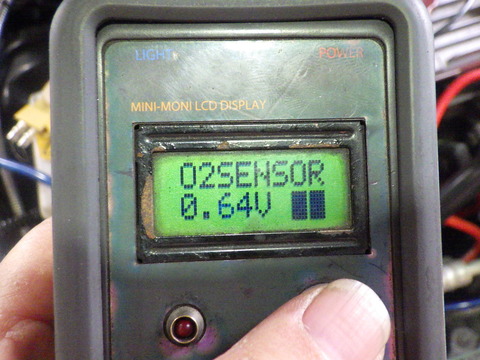 LIGHT POWER
MINI-MONI LCD DISPLAY
O2SENSOR
0.64V